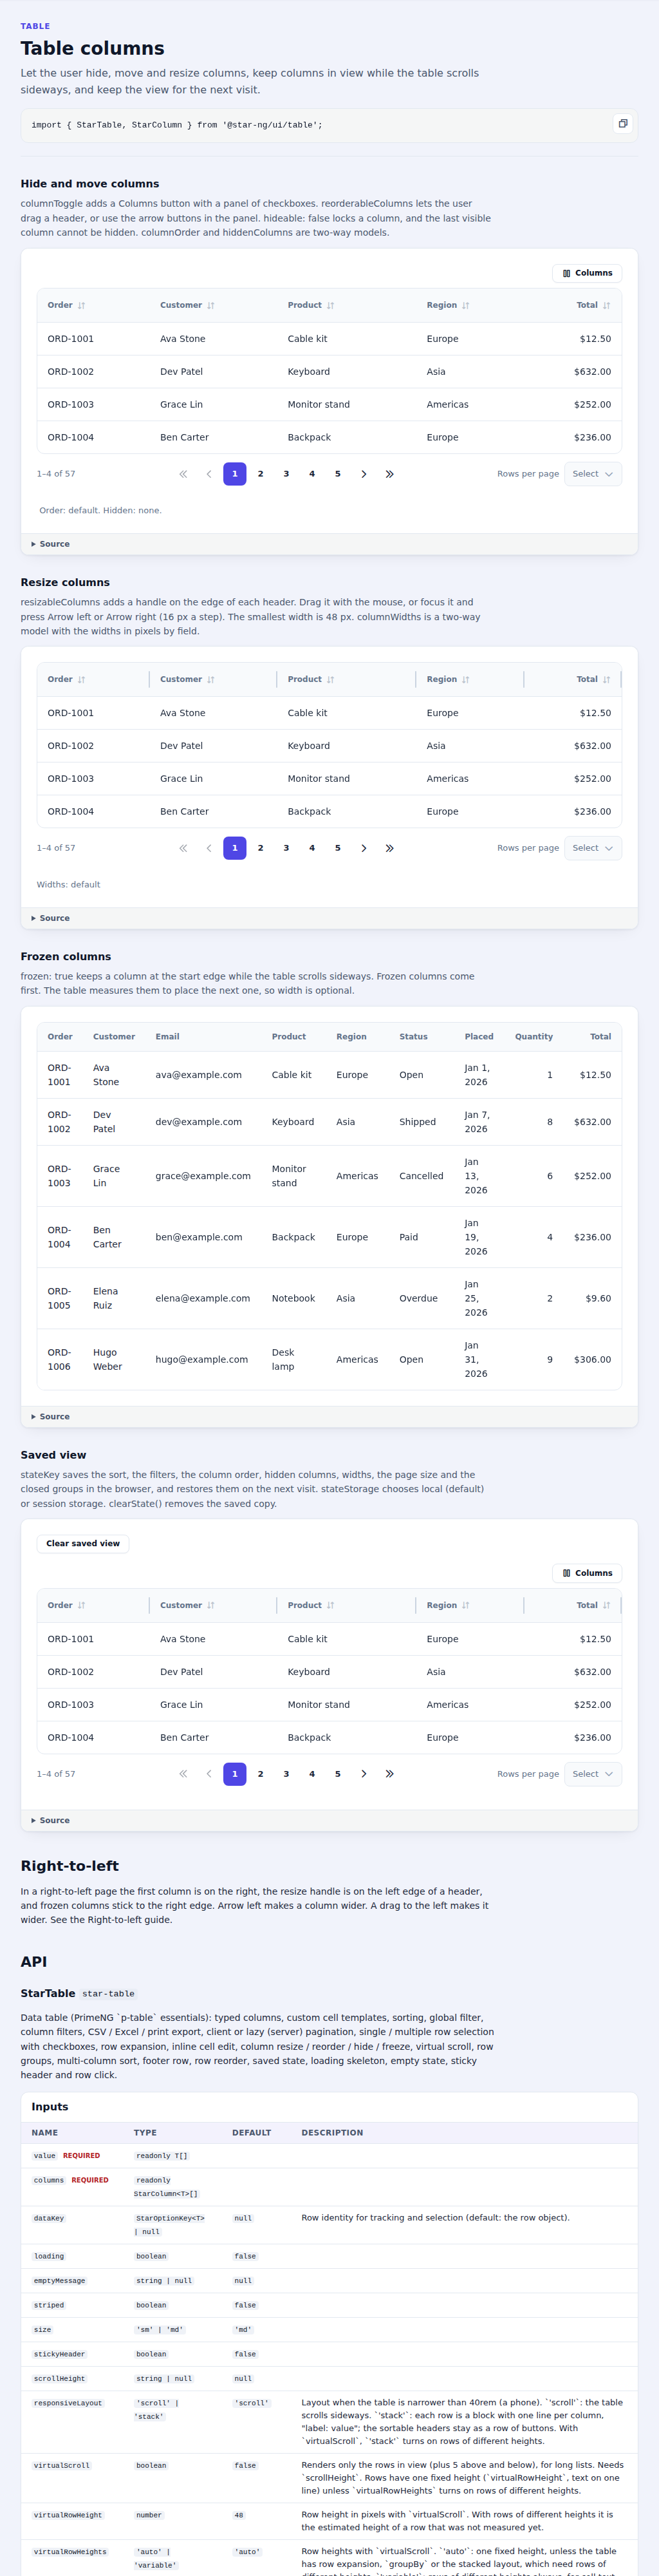 TABLE
Table columns
Let the user hide, move and resize columns, keep columns in view while the table scrolls
sideways, and keep the view for the next visit.
import { StarTable, StarColumn } from '@star-ng/ui/table';
Hide and move columns
columnToggle adds a Columns button with a panel of checkboxes. reorderableColumns lets the user
drag a header, or use the arrow buttons in the panel. hideable: false locks a column, and the last visible
column cannot be hidden. columnOrder and hiddenColumns are two-way models.
Columns
Order Customer Product Region Total
ORD-1001 Ava Stone Cable kit Europe $12.50
ORD-1002 Dev Patel Keyboard Asia $632.00
ORD-1003 Grace Lin Monitor stand Americas $252.00
ORD-1004 Ben Carter Backpack Europe $236.00
1–4 of 57 1 2 3 4 5 Rows per page Select
Order: default. Hidden: none.
Source
Resize columns
resizableColumns adds a handle on the edge of each header. Drag it with the mouse, or focus it and
press Arrow left or Arrow right (16 px a step). The smallest width is 48 px. columnWidths is a two-way
model with the widths in pixels by field.
Order Customer Product Region Total
ORD-1001 Ava Stone Cable kit Europe $12.50
ORD-1002 Dev Patel Keyboard Asia $632.00
ORD-1003 Grace Lin Monitor stand Americas $252.00
ORD-1004 Ben Carter Backpack Europe $236.00
1–4 of 57 1 2 3 4 5 Rows per page Select
Widths: default
Source
Frozen columns
frozen: true keeps a column at the start edge while the table scrolls sideways. Frozen columns come
first. The table measures them to place the next one, so width is optional.
Order Customer Email Product Region Status Placed Quantity Total
ORD-1001 Ava Stone ava@example.com Cable kit Europe Open Jan 1, 2026 1 $12.50
ORD-1002 Dev Patel dev@example.com Keyboard Asia Shipped Jan 7, 2026 8 $632.00
ORD-1003 Grace Lin grace@example.com Monitor stand Americas Cancelled Jan 13, 2026 6 $252.00
ORD-1004 Ben Carter ben@example.com Backpack Europe Paid Jan 19, 2026 4 $236.00
ORD-1005 Elena Ruiz elena@example.com Notebook Asia Overdue Jan 25, 2026 2 $9.60
ORD-1006 Hugo Weber hugo@example.com Desk lamp Americas Open Jan 31, 2026 9 $306.00
Source
Saved view
stateKey saves the sort, the filters, the column order, hidden columns, widths, the page size and the
closed groups in the browser, and restores them on the next visit. stateStorage chooses local (default)
or session storage. clearState() removes the saved copy.
Clear saved view
Columns
Order Customer Product Region Total
ORD-1001 Ava Stone Cable kit Europe $12.50
ORD-1002 Dev Patel Keyboard Asia $632.00
ORD-1003 Grace Lin Monitor stand Americas $252.00
ORD-1004 Ben Carter Backpack Europe $236.00
1–4 of 57 1 2 3 4 5 Rows per page Select
Source
Right-to-left
In a right-to-left page the first column is on the right, the resize handle is on the left edge of a header,
and frozen columns stick to the right edge. Arrow left makes a column wider. A drag to the left makes it
wider. See the Right-to-left guide.
API
StarTable star-table
Data table (PrimeNG `p-table` essentials): typed columns, custom cell templates, sorting, global filter,
column filters, CSV / Excel / print export, client or lazy (server) pagination, single / multiple row selection
with checkboxes, row expansion, inline cell edit, column resize / reorder / hide / freeze, virtual scroll, row
groups, multi-column sort, footer row, row reorder, saved state, loading skeleton, empty state, sticky
header and row click.
Inputs
NAME TYPE DEFAULT DESCRIPTION
value REQUIRED readonly T[]
columns REQUIRED readonly
StarColumn<T>[]
dataKey StarOptionKey<T> null Row identity for tracking and selection (default: the row object).
| null
loading boolean false
emptyMessage string | null null
striped boolean false
size 'sm' | 'md' 'md'
stickyHeader boolean false
scrollHeight string | null null
responsiveLayout 'scroll' | 'scroll' Layout when the table is narrower than 40rem (a phone). `'scroll'`: the table
'stack' scrolls sideways. `'stack'`: each row is a block with one line per column,
"label: value"; the sortable headers stay as a row of buttons. With
`virtualScroll`, `'stack'` turns on rows of different heights.
virtualScroll boolean false Renders only the rows in view (plus 5 above and below), for long lists. Needs
`scrollHeight`. Rows have one fixed height (`virtualRowHeight`, text on one
line) unless `virtualRowHeights` turns on rows of different heights.
virtualRowHeight number 48 Row height in pixels with `virtualScroll`. With rows of different heights it is
the estimated height of a row that was not measured yet.
virtualRowHeights 'auto' | 'auto' Row heights with `virtualScroll`. `'auto'`: one fixed height, unless the table
'variable' has row expansion, `groupBy` or the stacked layout, which need rows of